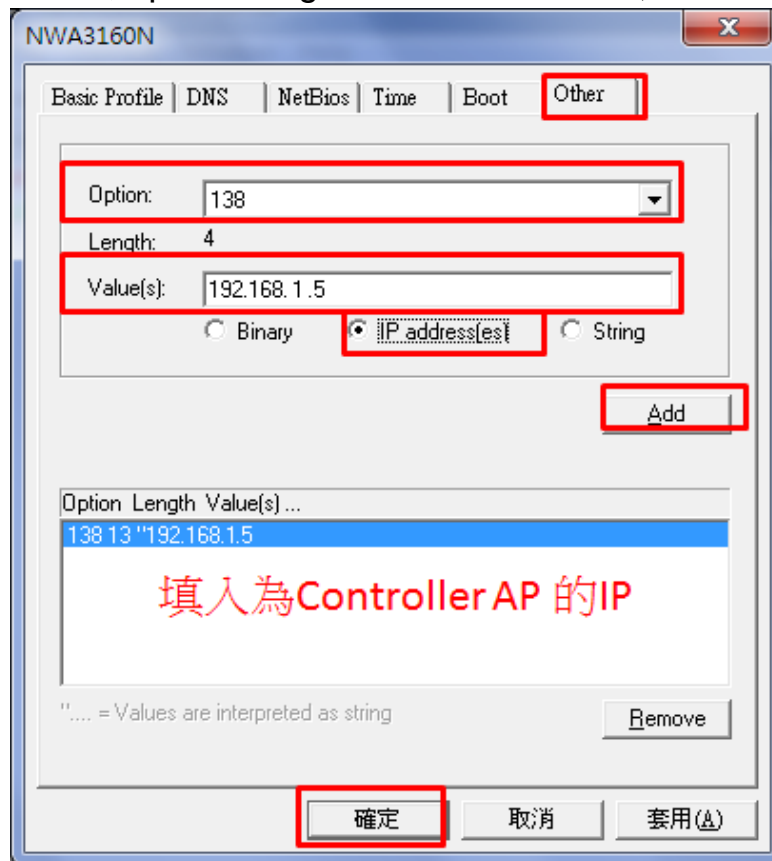 NWA3160N
Basic Profile DNS NetBios Time Boot Other
Option: 138
Length: 4
Value(s): 192.168. 1 .5
Binary IP address(es) String
Add
Option Length Value(s) ...
138 13 "192.168.1.5
填入為Controller AP 的IP
".... = Values are interpreted as string
Remove
確定 取消 套用(A)